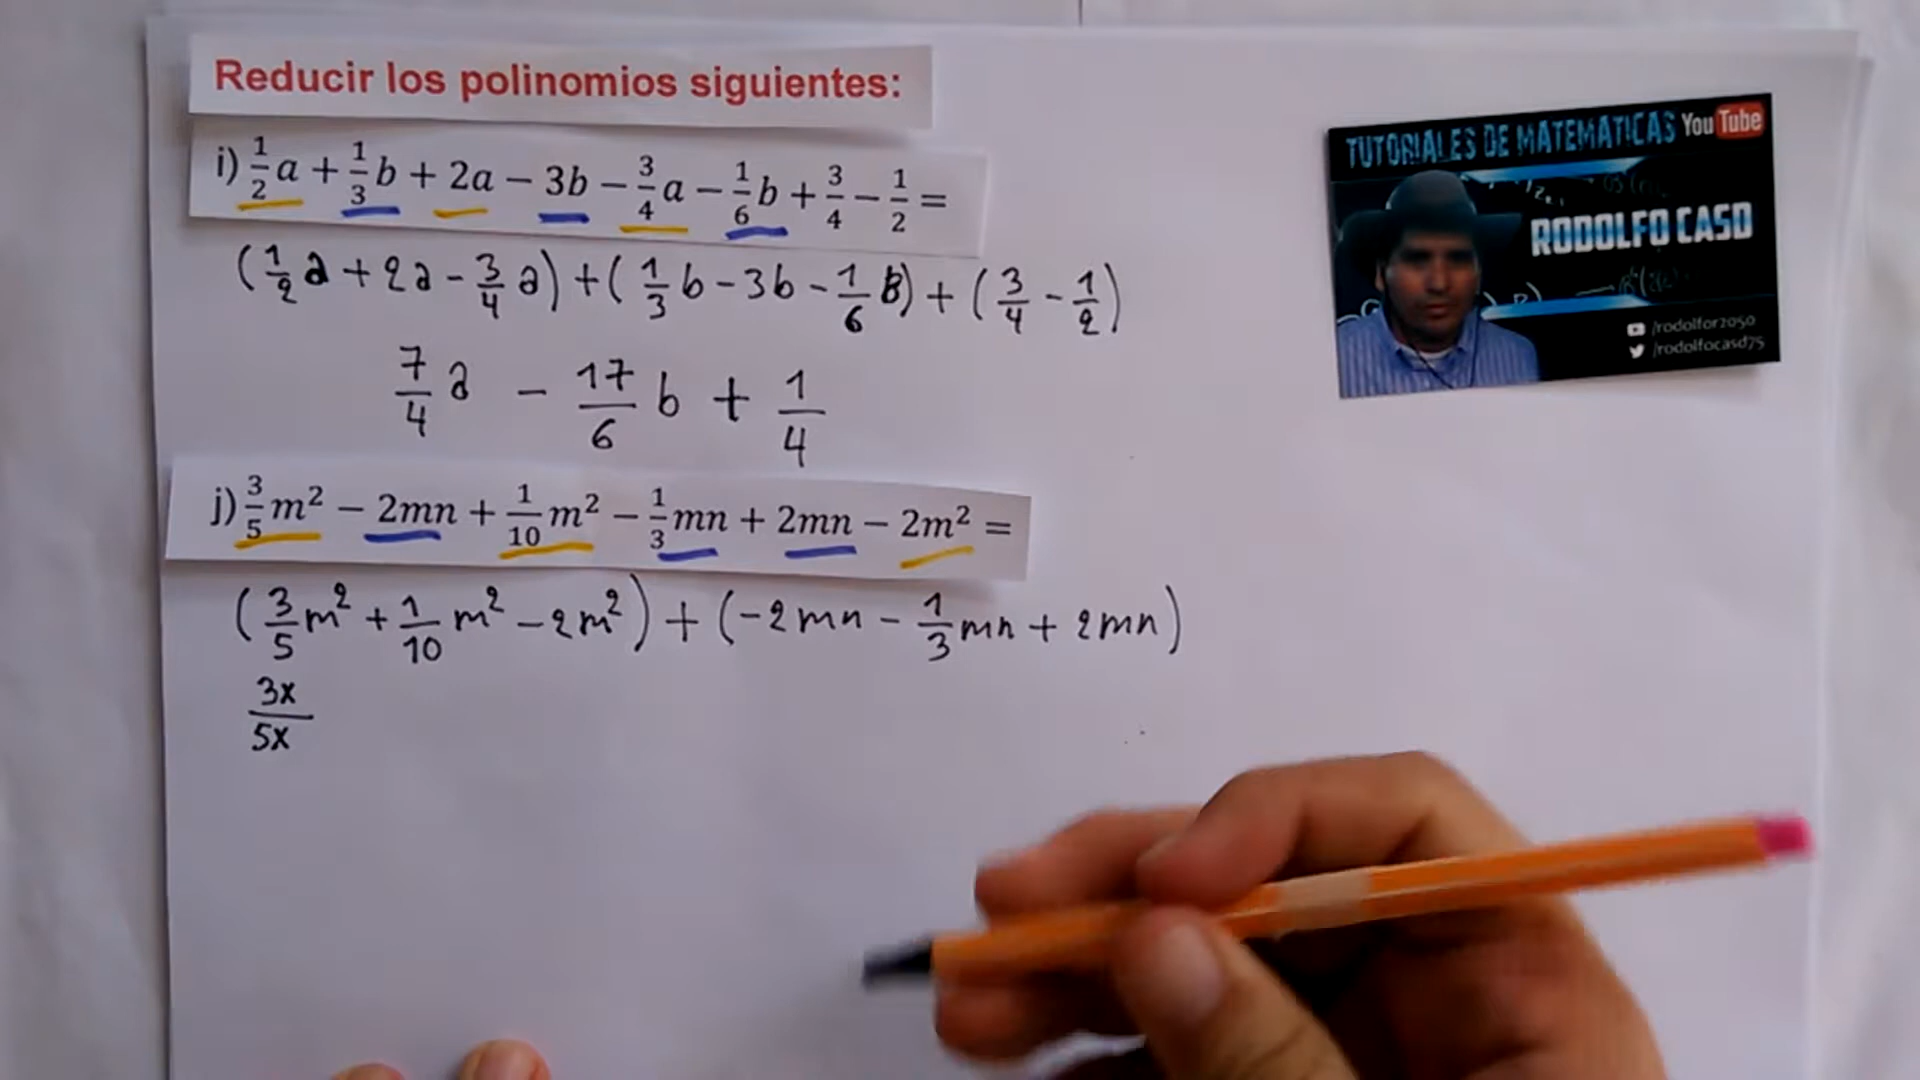 Reducir los polinomios siguientes:
i) 1/2 a + 1/3 b + 2a − 3b − 3/4 a − 1/6 b + 3/4 − 1/2 =
(1/2 a + 2a − 3/4 a) + (1/3 b − 3b − 1/6 b) + (3/4 − 1/2)
7/4 a − 17/6 b + 1/4
j) 3/5 m² − 2mn + 1/10 m² − 1/3 mn + 2mn − 2m² =
(3/5 m² + 1/10 m² − 2m²) + (−2mn − 1/3 mn + 2mn)
3x
5x
TUTORIALES DE MATEMATICAS YouTube
RODOLFO CASD
/rodolfor2050
/rodolfocasd75